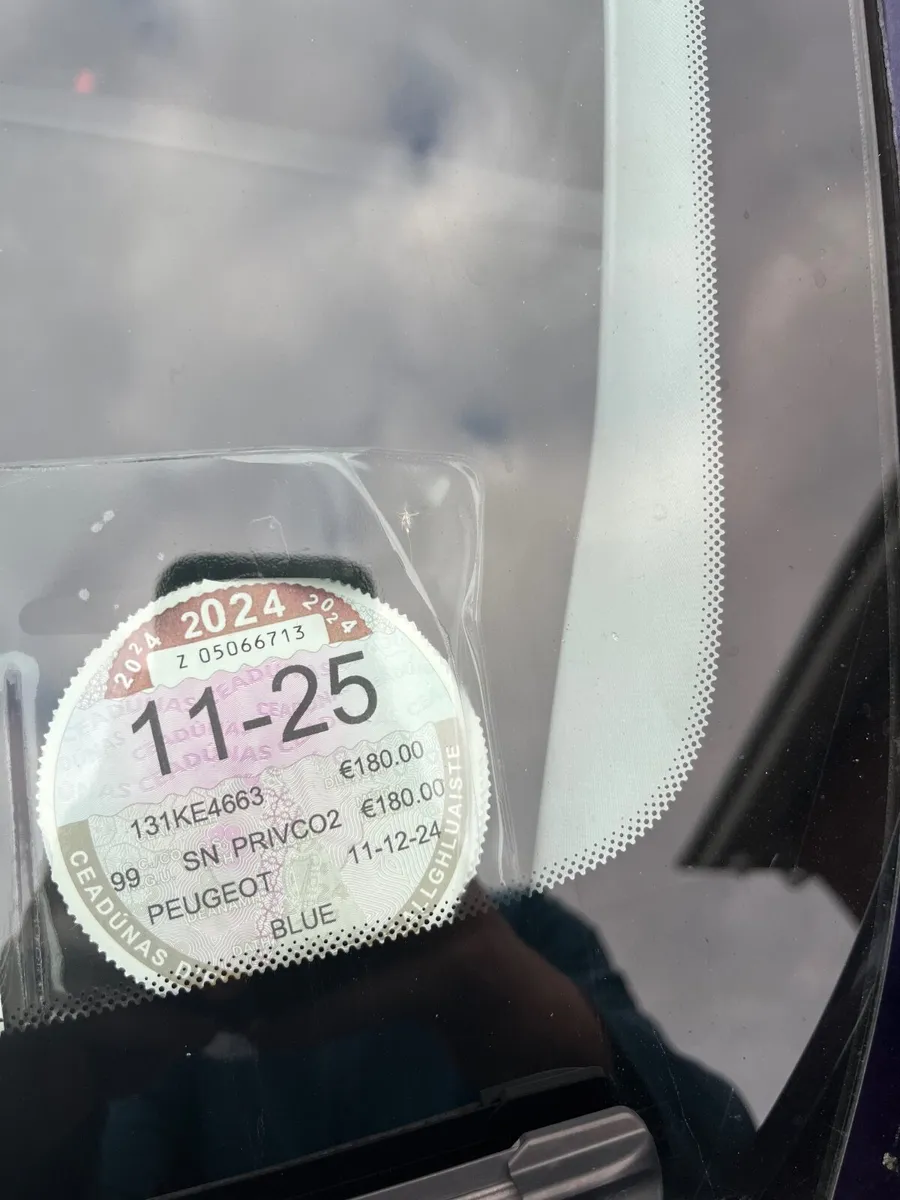 2024 2024 2024
Z 05066713
11-25
€180.00
131KE4663
€180.00
SN PRIVCO2
99
11-12-24
PEUGEOT
BLUE
CEADÚNAS